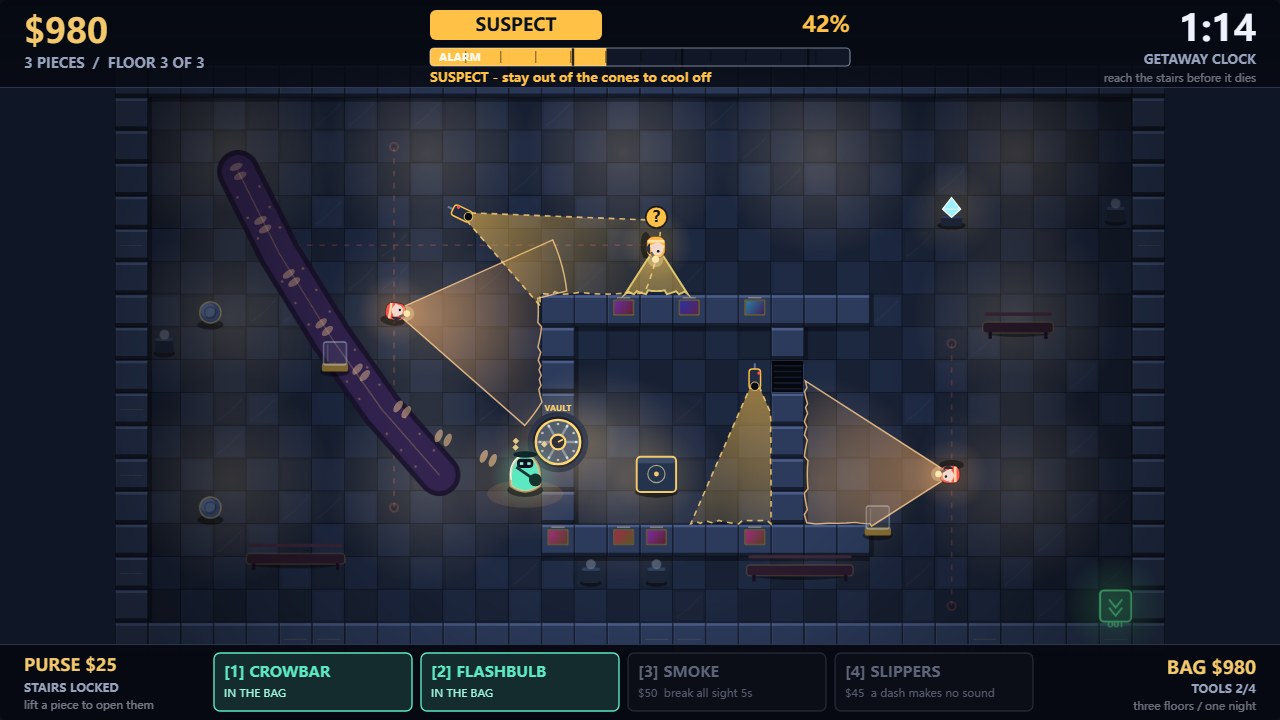 $980
3 PIECES / FLOOR 3 OF 3
SUSPECT
42%
ALARM
SUSPECT - stay out of the cones to cool off
1:14
GETAWAY CLOCK
reach the stairs before it dies
?
VAULT
OUT
PURSE $25
STAIRS LOCKED
lift a piece to open them
[1] CROWBAR
IN THE BAG
[2] FLASHBULB
IN THE BAG
[3] SMOKE
$50 break all sight 5s
[4] SLIPPERS
$45 a dash makes no sound
BAG $980
TOOLS 2/4
three floors / one night